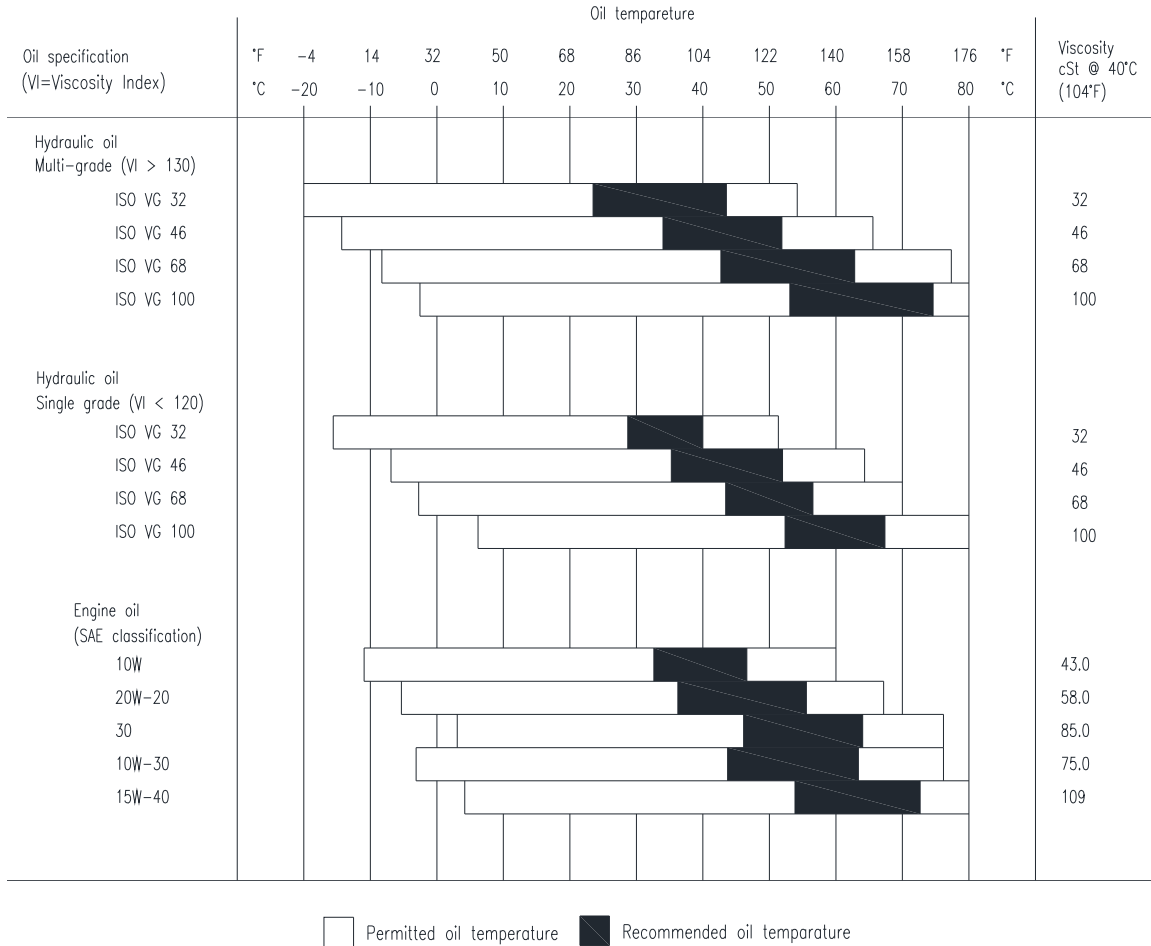 Oil tempareture
Oil specification
(VI=Viscosity Index)
°F -4 14 32 50 68 86 104 122 140 158 176 °F
°C -20 -10 0 10 20 30 40 50 60 70 80 °C
Viscosity
cSt @ 40°C
(104°F)
Hydraulic oil
Multi-grade (VI > 130)
ISO VG 32 32
ISO VG 46 46
ISO VG 68 68
ISO VG 100 100
Hydraulic oil
Single grade (VI < 120)
ISO VG 32 32
ISO VG 46 46
ISO VG 68 68
ISO VG 100 100
Engine oil
(SAE classification)
10W 43.0
20W-20 58.0
30 85.0
10W-30 75.0
15W-40 109
Permitted oil temperature
Recommended oil temparature